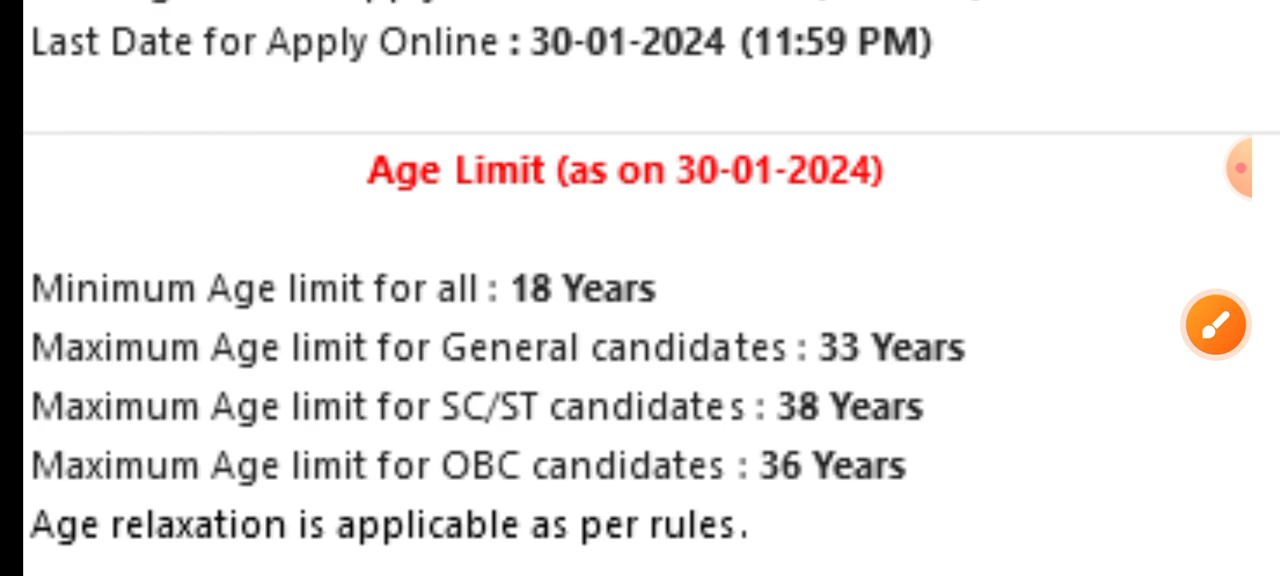 Last Date for Apply Online : 30-01-2024 (11:59 PM)
Age Limit (as on 30-01-2024)
Minimum Age limit for all : 18 Years
Maximum Age limit for General candidates : 33 Years
Maximum Age limit for SC/ST candidates : 38 Years
Maximum Age limit for OBC candidates : 36 Years
Age relaxation is applicable as per rules.